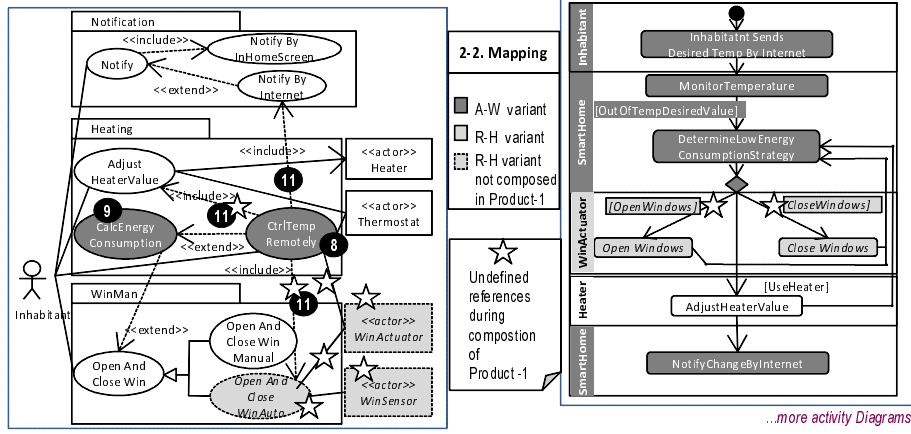 Notification
<<include>>
Notify By
InHomeScreen
Notify
Notify By
Internet
<<extend>>
Heating
<<include>>
Adjust
HeaterValue
<<actor>>
Heater
11
<<include>>
11
<<actor>>
Thermostat
9
CalcEnergy
Consumption
CtrlTemp
Remotely
8
<<extend>>
<<include>>
Inhabitant
WinMan
11
<<extend>>
Open And
Close Win
Manual
<<actor>>
WinActuator
Open And
Close Win
Open And
Close
WinAuto
<<actor>>
WinSensor
2-2. Mapping
A-W variant
R-H variant
R-H variant
not composed
in Product-1
Undefined
references
during
compostion
of
Product -1
Inhabitant
Inhabitatnt Sends
Desired Temp By Internet
SmartHome
MonitorTemperature
[OutOfTempDesiredValue]
DetermineLowEnergy
ConsumptionStrategy
WinActuator
[OpenWindows]
CloseWindows]
Open Windows
Close Windows
Heater
[UseHeater]
AdjustHeaterValue
SmartHome
NotifyChangeByInternet
...more activity Diagrams